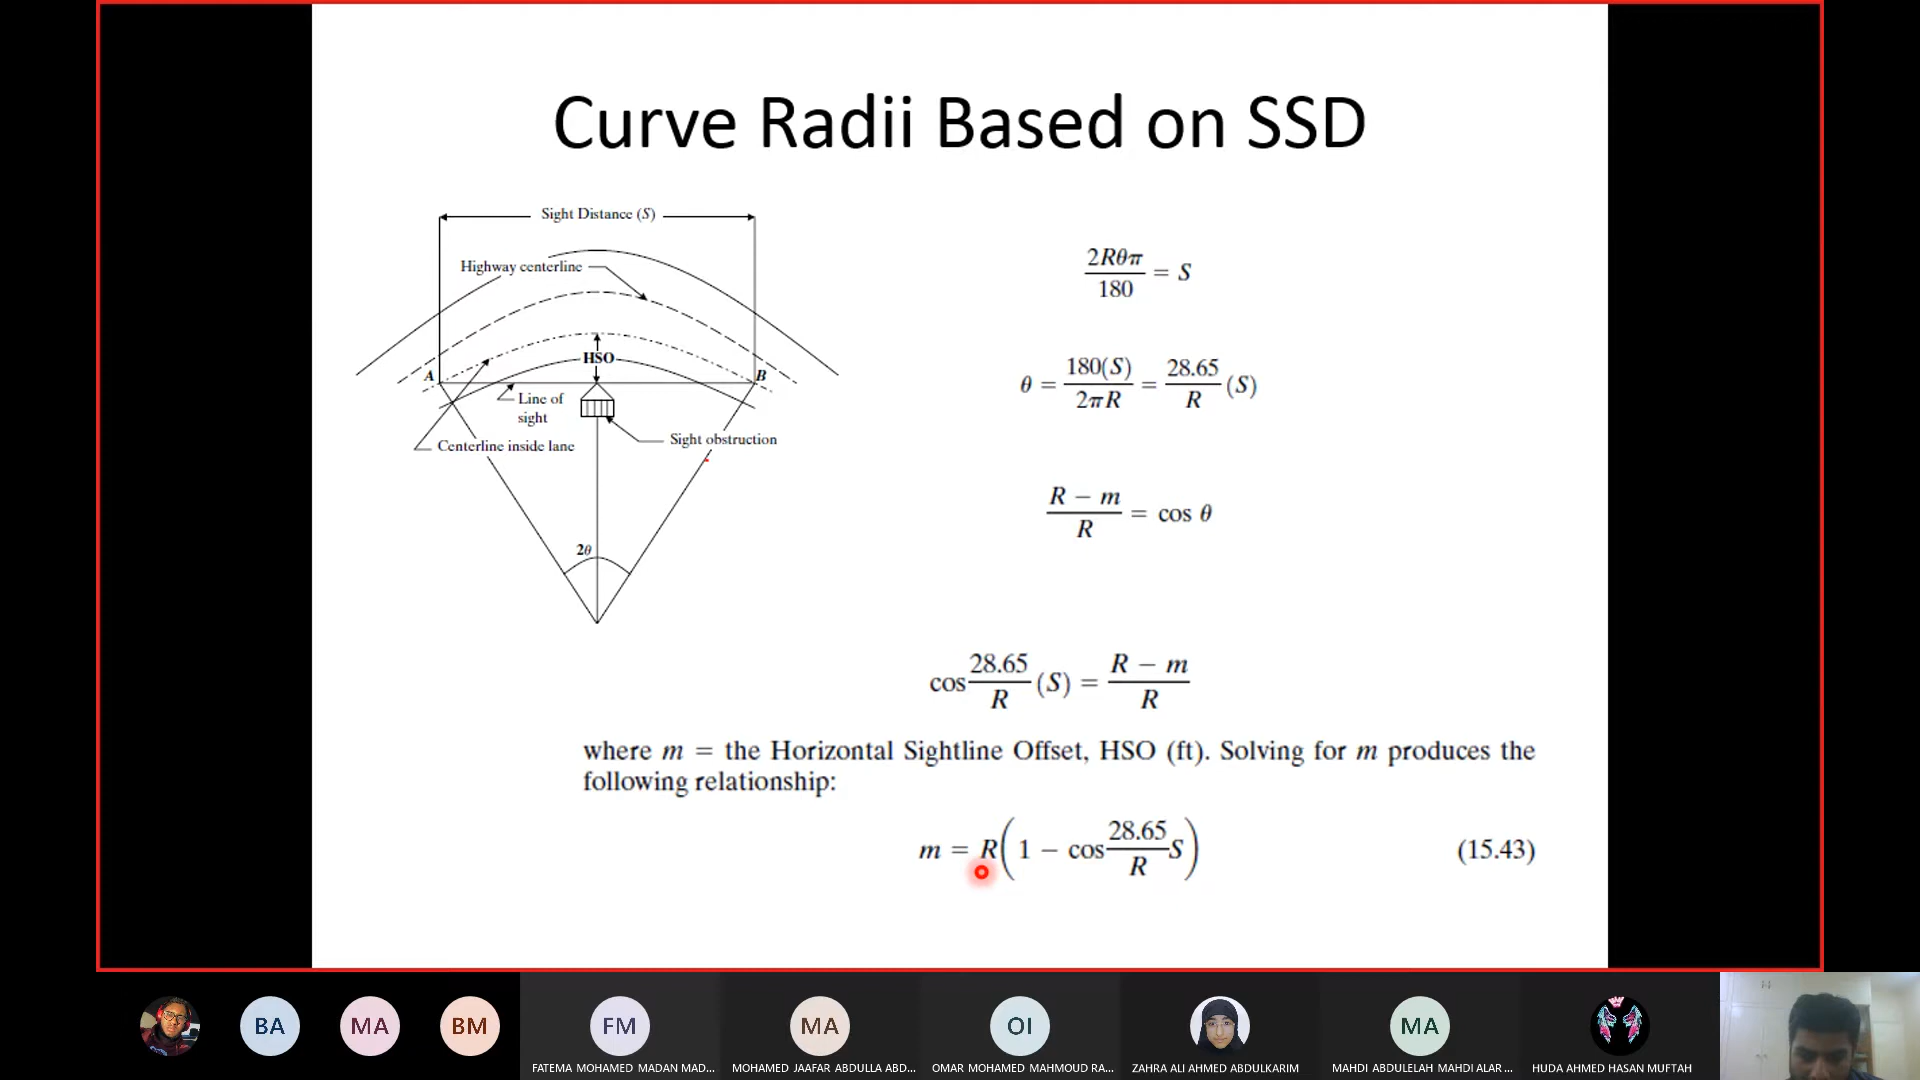 Curve Radii Based on SSD
Sight Distance (S)
Highway centerline
HSO
A
B
Line of
sight
Sight obstruction
Centerline inside lane
2θ
2Rθπ/180 = S
θ = 180(S)/2πR = 28.65/R (S)
R − m/R = cos θ
cos 28.65/R (S) = R − m/R
where m = the Horizontal Sightline Offset, HSO (ft). Solving for m produces the
following relationship:
m = R(1 − cos 28.65/R S) (15.43)
BA
MA
BM
FM
MA
OI
MA
FATEMA MOHAMED MADAN MAD...
MOHAMED JAAFAR ABDULLA ABD...
OMAR MOHAMED MAHMOUD RA...
ZAHRA ALI AHMED ABDULKARIM
MAHDI ABDULELAH MAHDI ALAR ...
HUDA AHMED HASAN MUFTAH